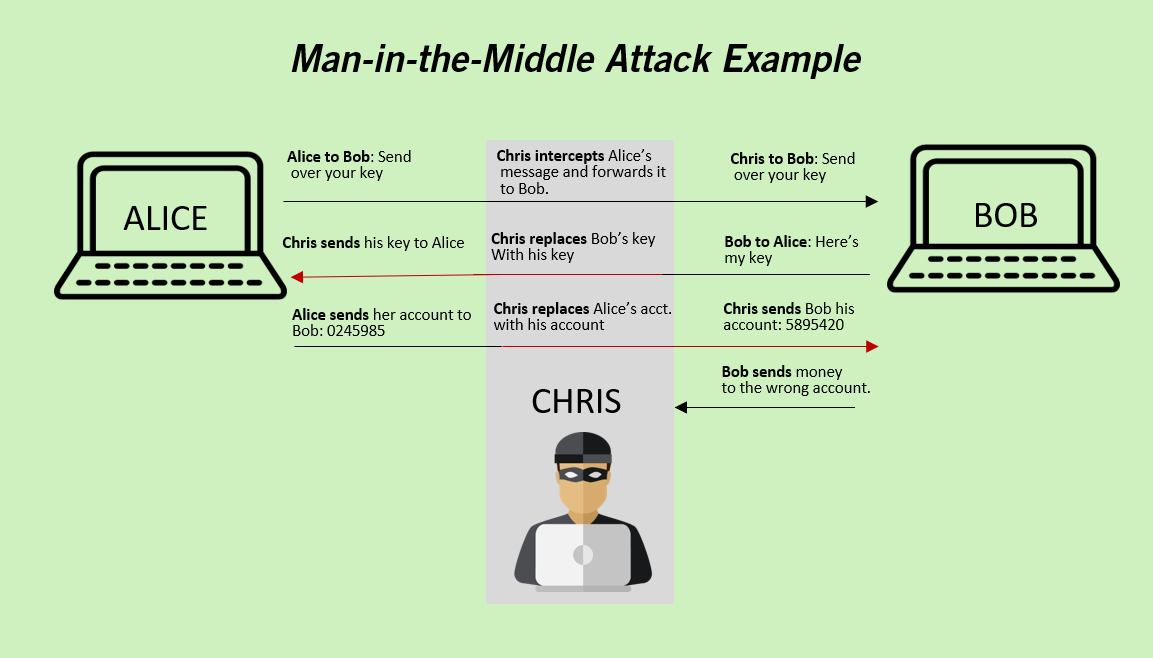 Man-in-the-Middle Attack Example
Alice to Bob: Send
over your key
Chris intercepts Alice's
message and forwards it
to Bob.
Chris to Bob: Send
over your key
ALICE
BOB
Chris sends his key to Alice
Chris replaces Bob's key
With his key
Bob to Alice: Here's
my key
Alice sends her account to
Bob: 0245985
Chris replaces Alice's acct.
with his account
Chris sends Bob his
account: 5895420
Bob sends money
to the wrong account.
CHRIS